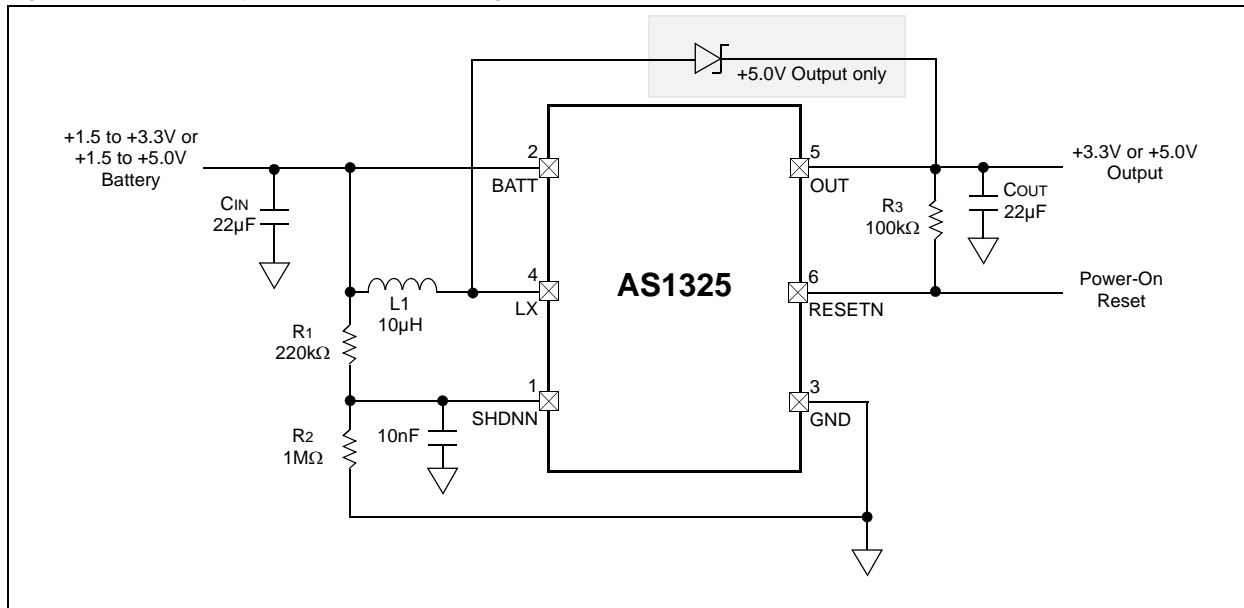 +5.0V Output only
+1.5 to +3.3V or
+1.5 to +5.0V
Battery
CIN
22µF
2
BATT
5
OUT
+3.3V or +5.0V
Output
COUT
22µF
R3
100kΩ
4
LX
L1
10µH
AS1325
6
RESETN
Power-On
Reset
R1
220kΩ
1
SHDNN
3
GND
R2
1MΩ
10nF